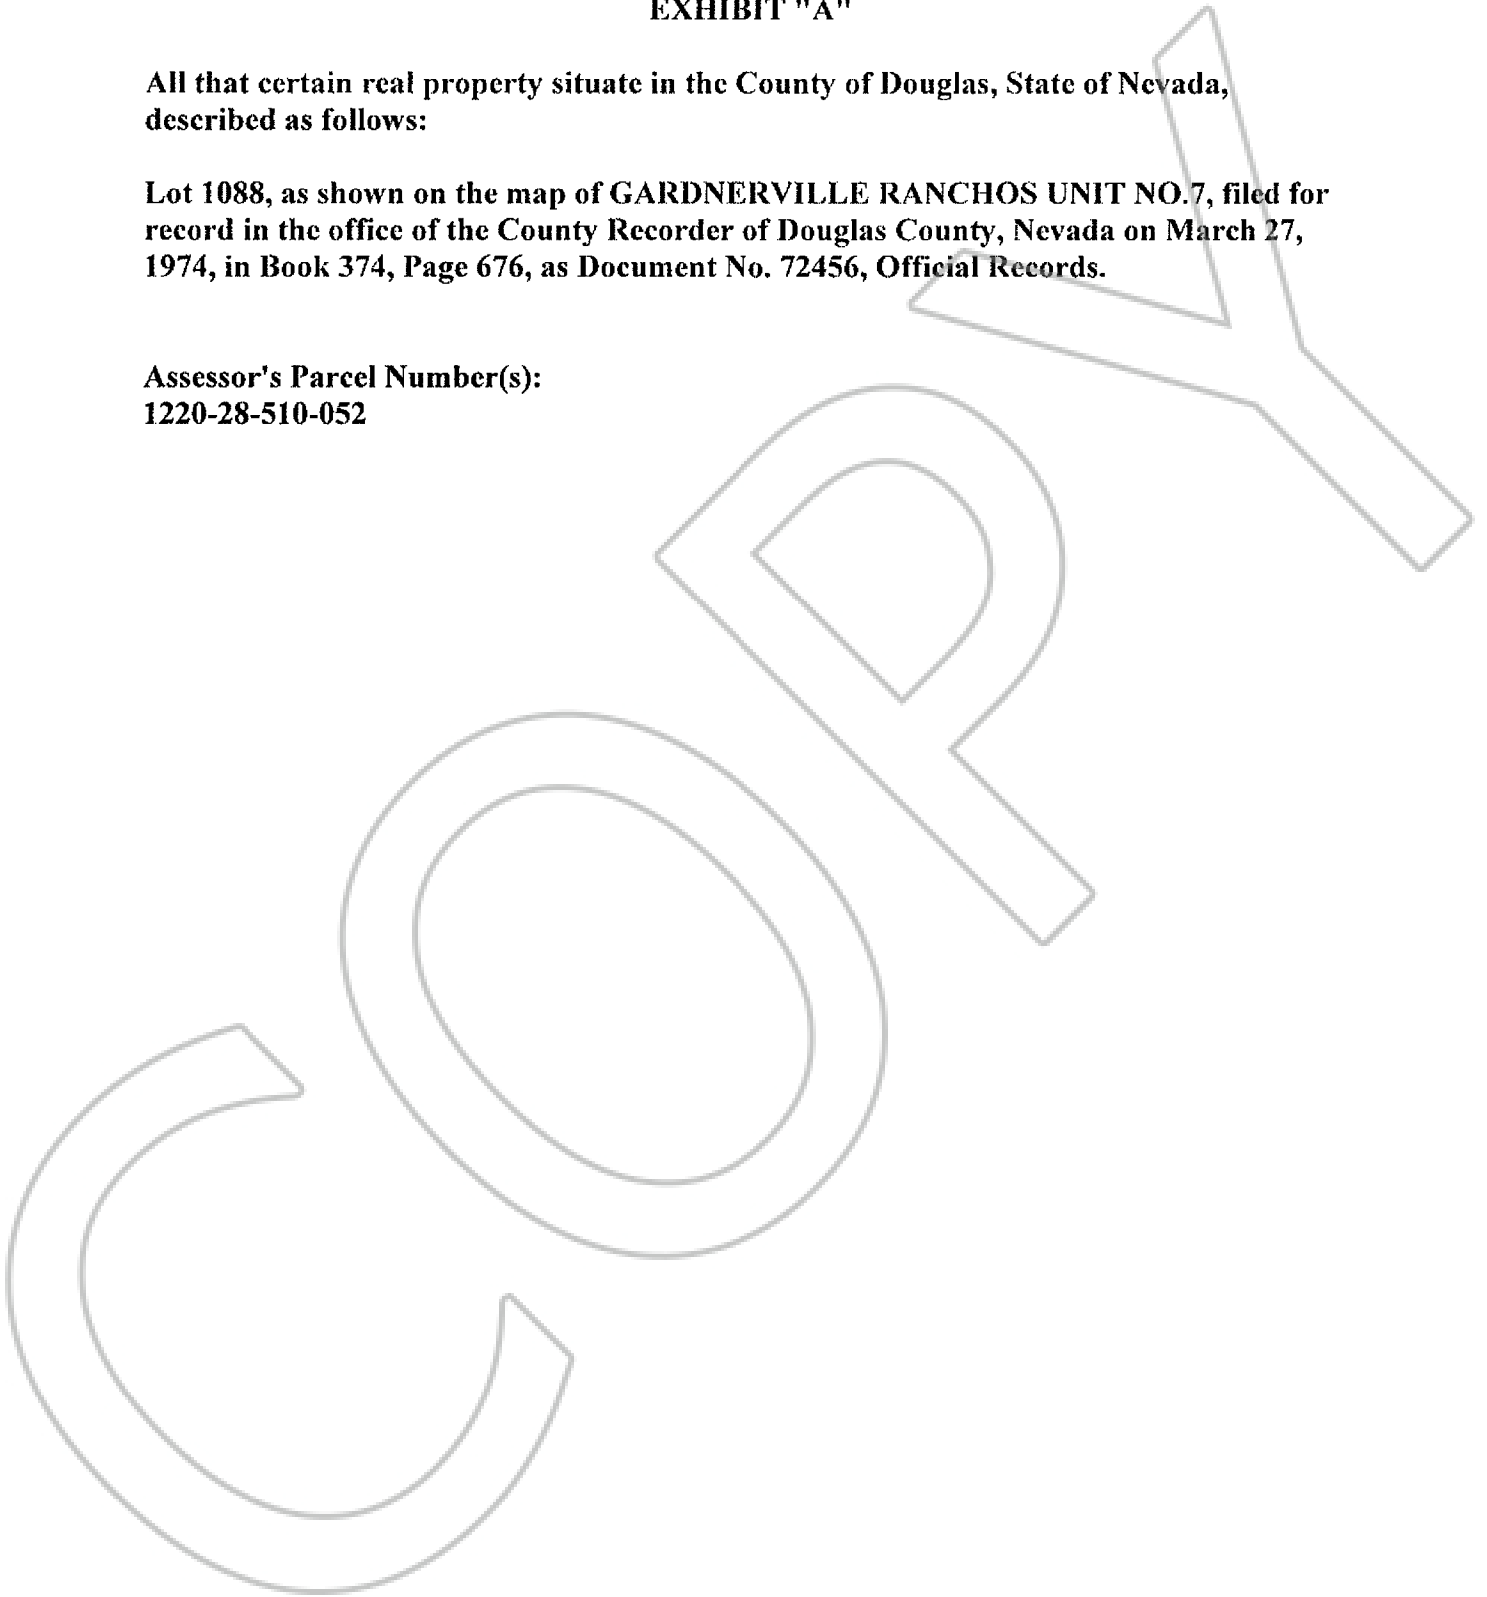 EXHIBIT "A"
All that certain real property situate in the County of Douglas, State of Nevada,
described as follows:
Lot 1088, as shown on the map of GARDNERVILLE RANCHOS UNIT NO.7, filed for
record in the office of the County Recorder of Douglas County, Nevada on March 27,
1974, in Book 374, Page 676, as Document No. 72456, Official Records.
Assessor's Parcel Number(s):
1220-28-510-052
COPY